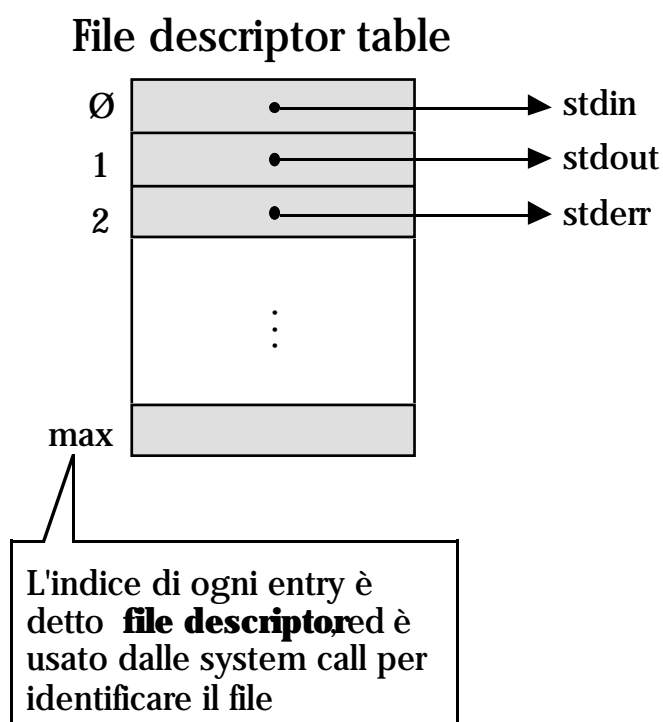 File descriptor table
Ø
stdin
1
stdout
2
stderr
max
L'indice di ogni entry è
detto file descriptor, ed è
usato dalle system call per
identificare il file